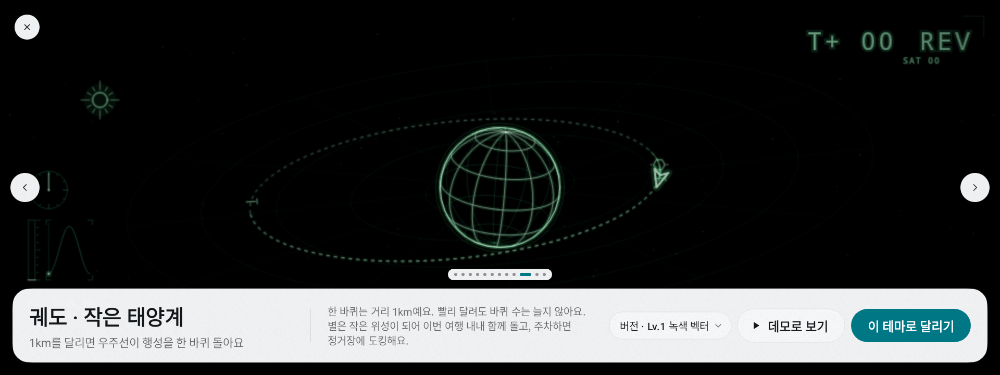 T+ 00 REV
SAT 00
궤도 · 작은 태양계
1km를 달리면 우주선이 행성을 한 바퀴 돌아요
한 바퀴는 거리 1km예요. 빨리 달려도 바퀴 수는 늘지 않아요.
별은 작은 위성이 되어 이번 여행 내내 함께 돌고, 주차하면
정거장에 도킹해요.
버전 · Lv.1 녹색 벡터
데모로 보기
이 테마로 달리기